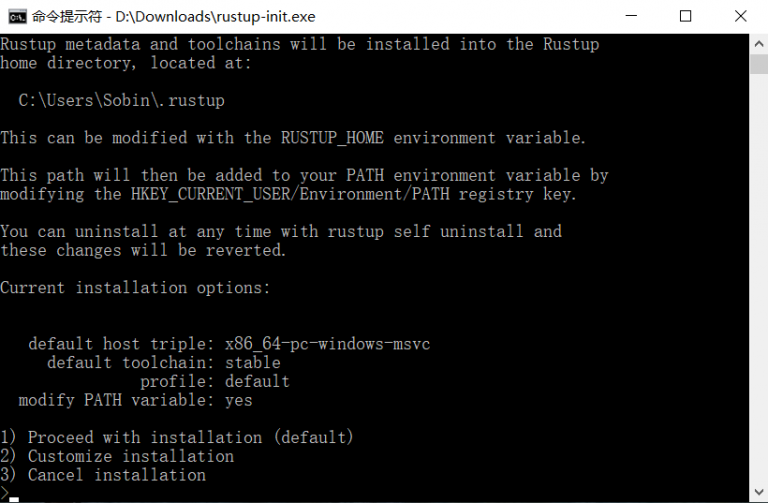 命令提示符 - D:\Downloads\rustup-init.exe
Rustup metadata and toolchains will be installed into the Rustup
home directory, located at:
C:\Users\Sobin\.rustup
This can be modified with the RUSTUP_HOME environment variable.
This path will then be added to your PATH environment variable by
modifying the HKEY_CURRENT_USER/Environment/PATH registry key.
You can uninstall at any time with rustup self uninstall and
these changes will be reverted.
Current installation options:
default host triple: x86_64-pc-windows-msvc
default toolchain: stable
profile: default
modify PATH variable: yes
1) Proceed with installation (default)
2) Customize installation
3) Cancel installation
>